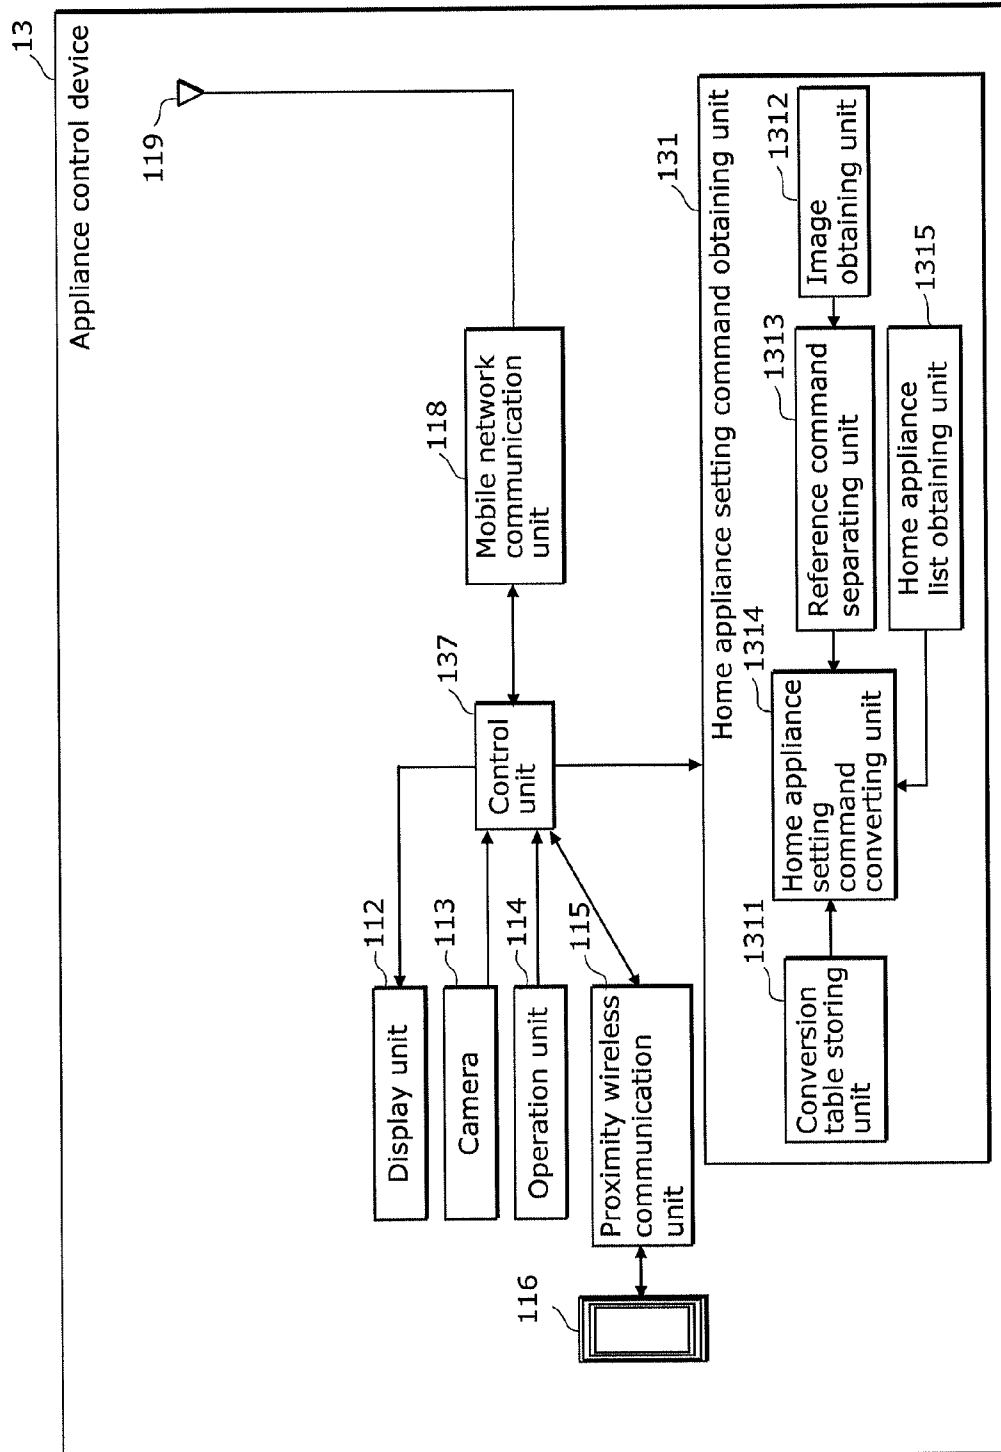 13
Appliance control device
119
118
Mobile network
communication
unit
137
Control
unit
112
Display unit
113
Camera
114
Operation unit
115
Proximity wireless
communication
unit
116
131
Home appliance setting command obtaining unit
1312
Image
obtaining unit
1313
Reference command
separating unit
1315
Home appliance
list obtaining unit
1314
Home appliance
setting
command
converting unit
1311
Conversion
table storing
unit